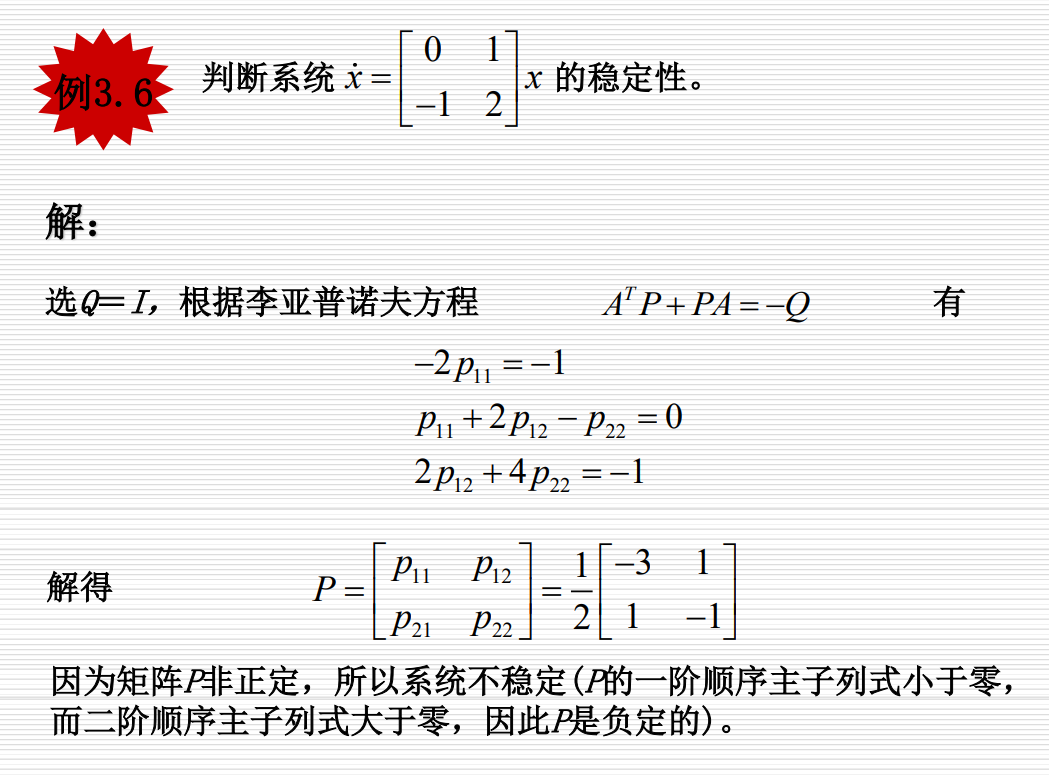 例3.6 判断系统 $\dot{x} = \begin{bmatrix} 0 & 1 \\ -1 & 2 \end{bmatrix} x$ 的稳定性。
解:
选Q=I,根据李亚普诺夫方程 $A^T P + PA = -Q$ 有
$-2p_{11} = -1$
$p_{11} + 2p_{12} - p_{22} = 0$
$2p_{12} + 4p_{22} = -1$
解得 $P = \begin{bmatrix} p_{11} & p_{12} \\ p_{21} & p_{22} \end{bmatrix} = \frac{1}{2} \begin{bmatrix} -3 & 1 \\ 1 & -1 \end{bmatrix}$
因为矩阵P非正定,所以系统不稳定(P的一阶顺序主子列式小于零,
而二阶顺序主子列式大于零,因此P是负定的)。